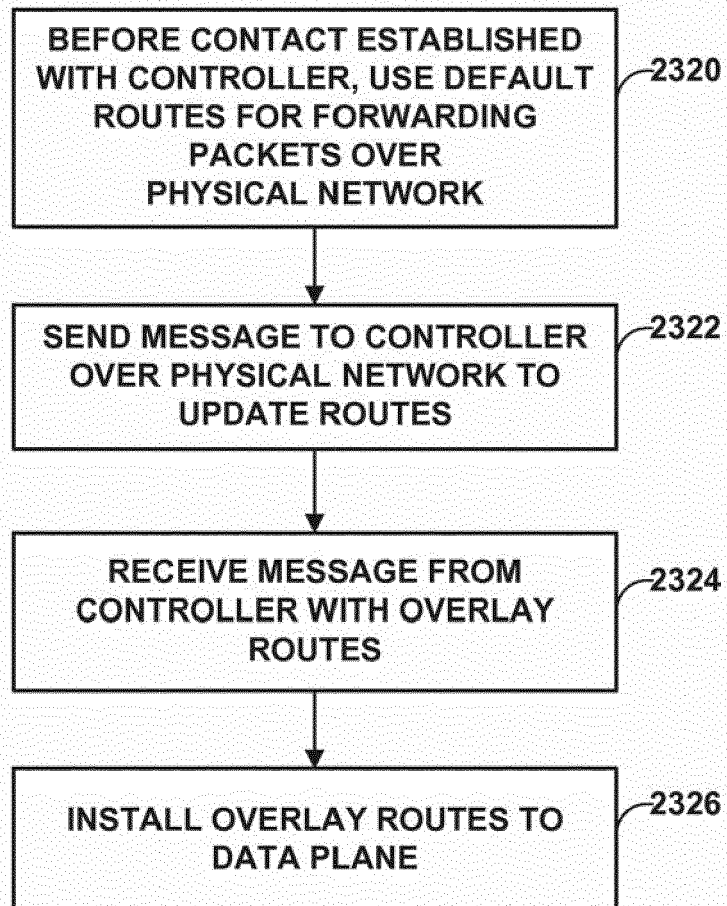 BEFORE CONTACT ESTABLISHED
WITH CONTROLLER, USE DEFAULT
ROUTES FOR FORWARDING
PACKETS OVER
PHYSICAL NETWORK
2320
SEND MESSAGE TO CONTROLLER
OVER PHYSICAL NETWORK TO
UPDATE ROUTES
2322
RECEIVE MESSAGE FROM
CONTROLLER WITH OVERLAY
ROUTES
2324
INSTALL OVERLAY ROUTES TO
DATA PLANE
2326